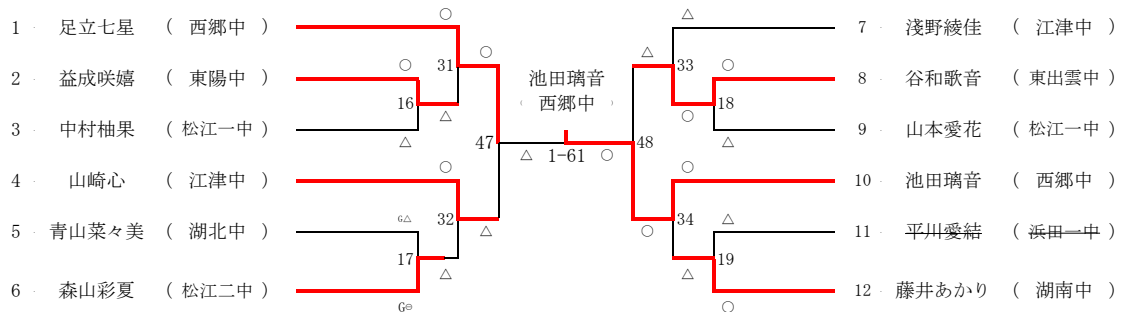 1 足立七星 ( 西郷中 )
2 益成咲嬉 ( 東陽中 )
3 中村柚果 ( 松江一中 )
4 山崎心 ( 江津中 )
5 青山菜々美 ( 湖北中 )
6 森山彩夏 ( 松江二中 )
○
○
31
○
16
△
△
47
○
G△
32
△
17
△
G⊖
池田璃音
( 西郷中 )
△ 1-61 ○
△
△
33
○
18
○
△
48
○
34
○
△
19
△
○
7 淺野綾佳 ( 江津中 )
8 谷和歌音 ( 東出雲中 )
9 山本愛花 ( 松江一中 )
10 池田璃音 ( 西郷中 )
11 平川愛結 ( 浜田一中 )
12 藤井あかり ( 湖南中 )